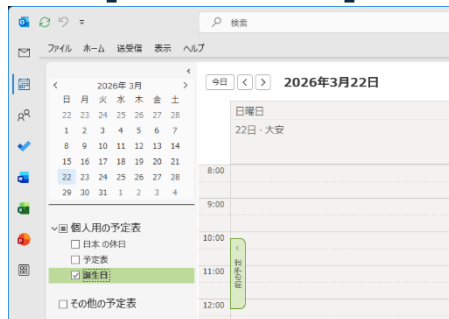 検索
ファイル ホーム 送受信 表示 ヘルプ
2026年 3月
日 月 火 水 木 金 土
22 23 24 25 26 27 28
1 2 3 4 5 6 7
8 9 10 11 12 13 14
15 16 17 18 19 20 21
22 23 24 25 26 27 28
29 30 31 1 2 3 4
個人用の予定表
日本 の休日
予定表
誕生日
その他の予定表
今日
2026年3月22日
日曜日
22日・大安
8:00
9:00
10:00
11:00
12:00
前の予定